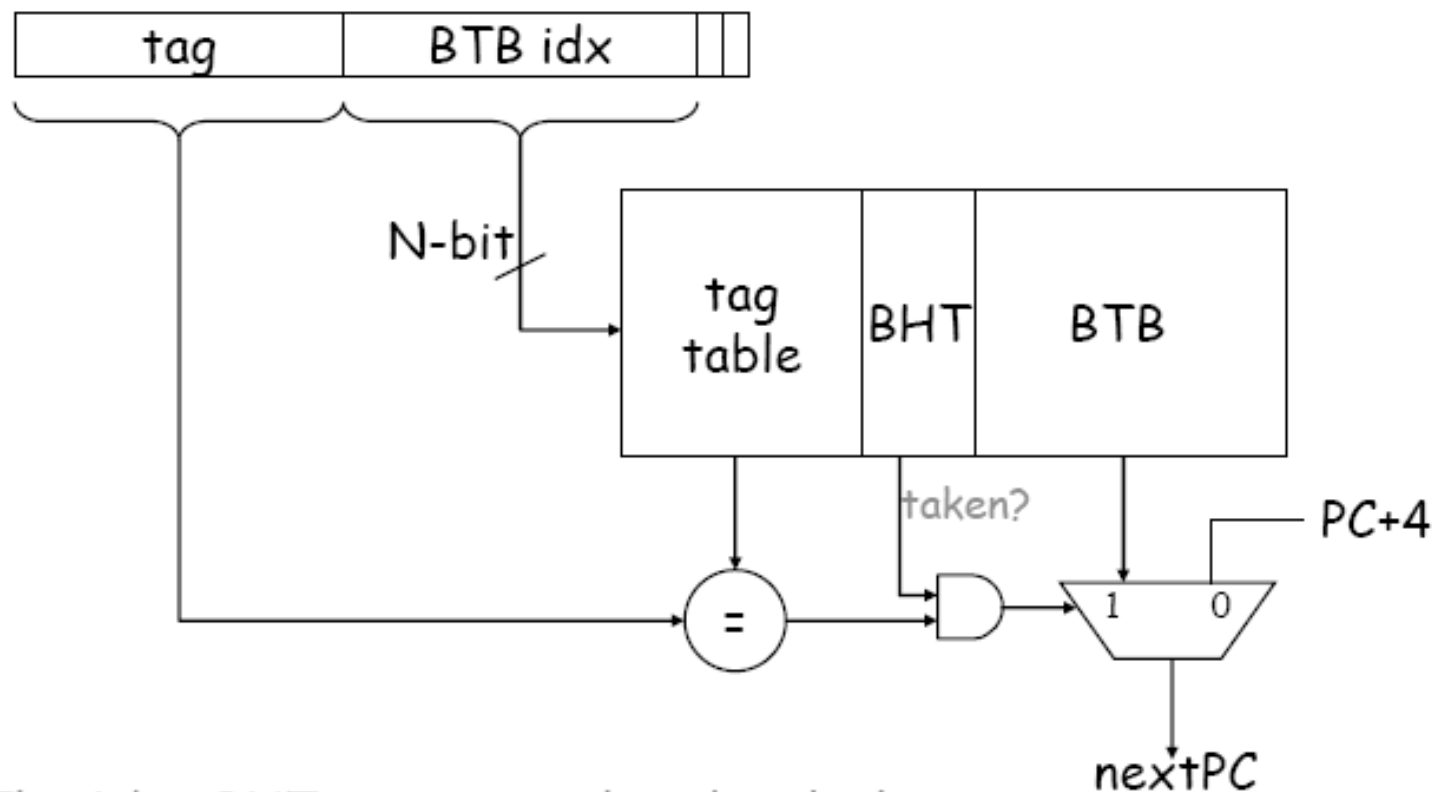 tag BTB idx
N-bit
tag
table
BHT
BTB
taken?
PC+4
=
1 0
nextPC